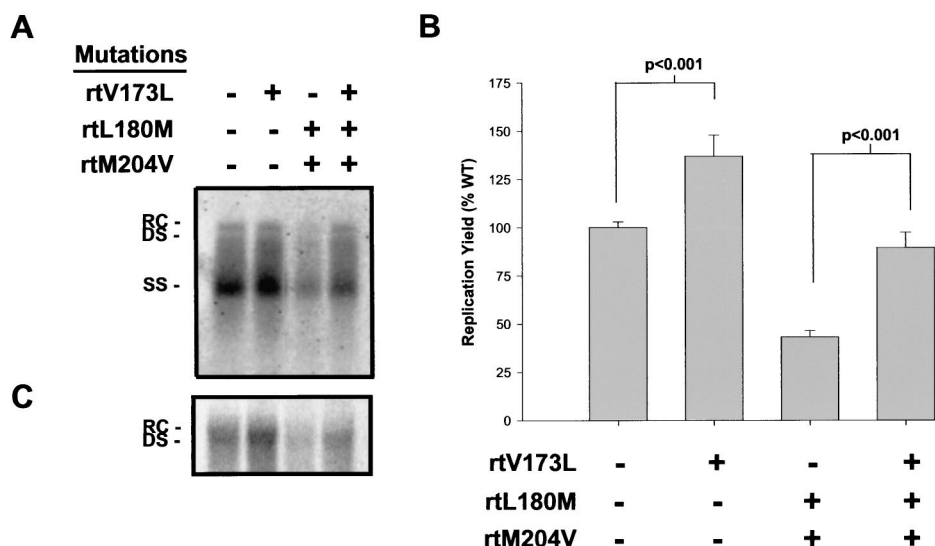 A
Mutations
rtV173L - + - +
rtL180M - - + +
rtM204V - - + +
RC -
DS -
SS -
C
RC -
DS -
B
p<0.001
p<0.001
175
150
125
100
75
50
25
0
Replication Yield (% WT)
rtV173L - + - +
rtL180M - - + +
rtM204V - - + +